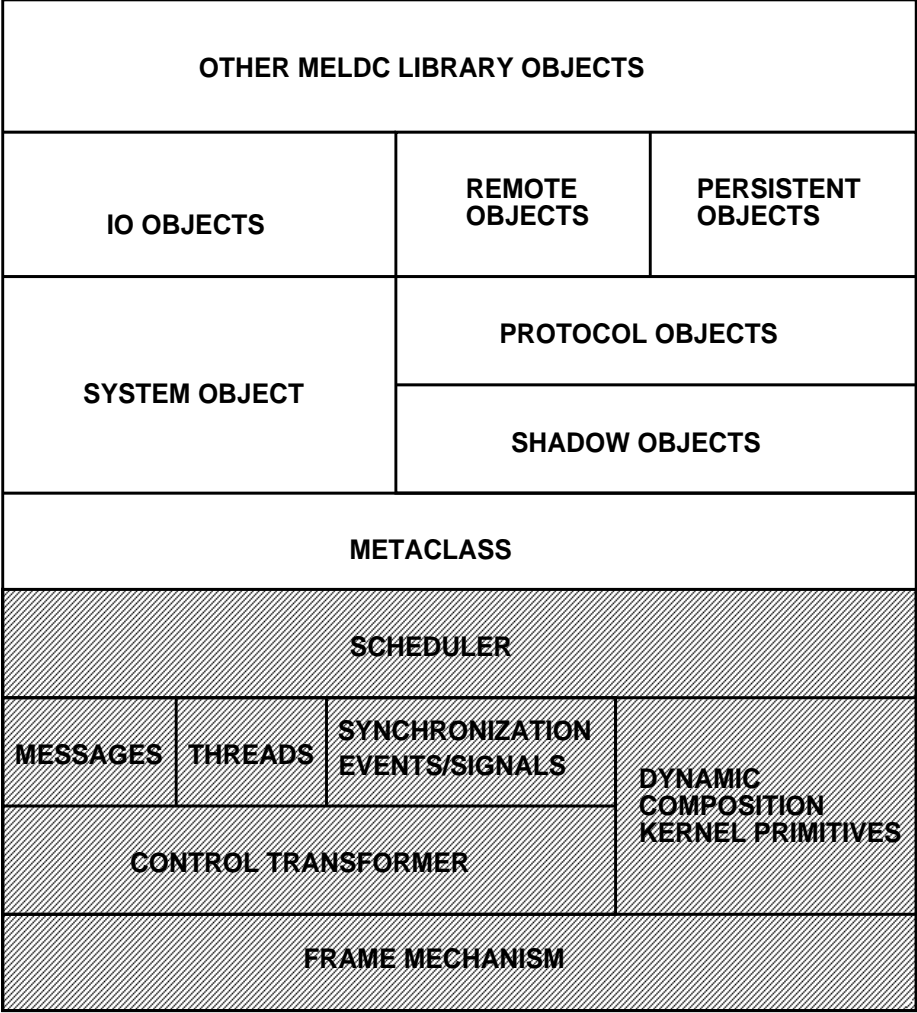 OTHER MELDC LIBRARY OBJECTS
IO OBJECTS
REMOTE
OBJECTS
PERSISTENT
OBJECTS
SYSTEM OBJECT
PROTOCOL OBJECTS
SHADOW OBJECTS
METACLASS
SCHEDULER
MESSAGES
THREADS
SYNCHRONIZATION
EVENTS/SIGNALS
DYNAMIC
COMPOSITION
KERNEL PRIMITIVES
CONTROL TRANSFORMER
FRAME MECHANISM